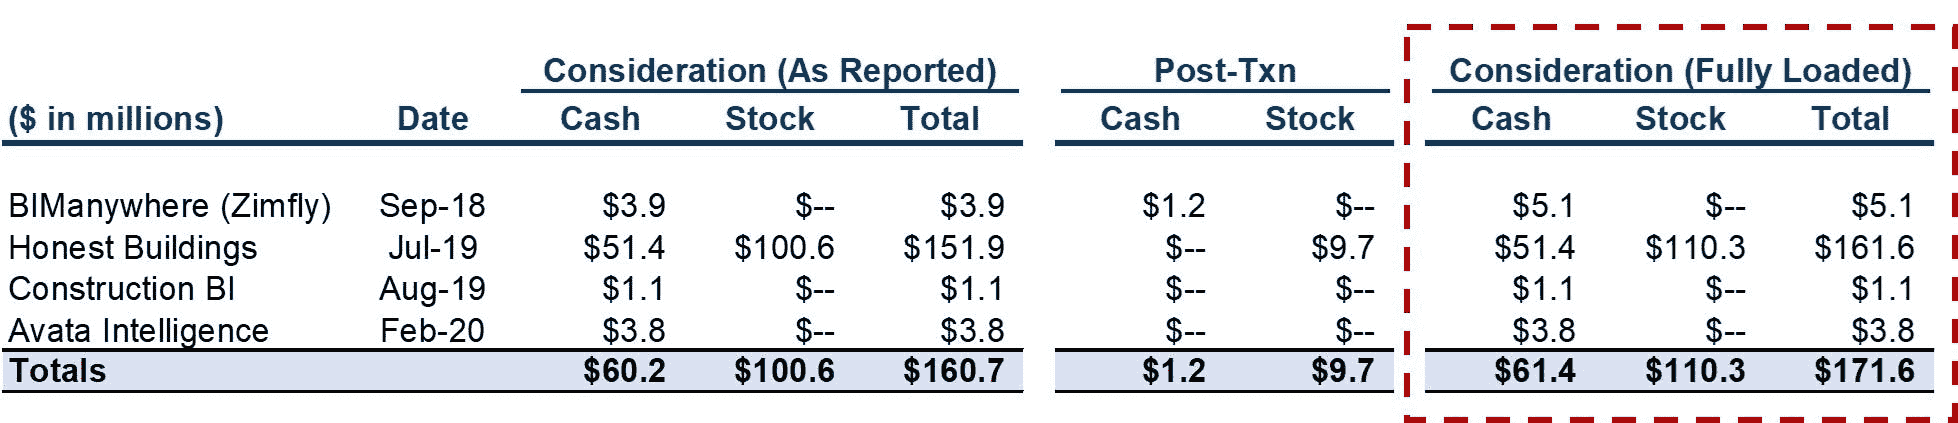 Consideration (As Reported) Post-Txn Consideration (Fully Loaded)
($ in millions) Date Cash Stock Total Cash Stock Cash Stock Total
BIManywhere (Zimfly) Sep-18 $3.9 $-- $3.9 $1.2 $-- $5.1 $-- $5.1
Honest Buildings Jul-19 $51.4 $100.6 $151.9 $-- $9.7 $51.4 $110.3 $161.6
Construction BI Aug-19 $1.1 $-- $1.1 $-- $-- $1.1 $-- $1.1
Avata Intelligence Feb-20 $3.8 $-- $3.8 $-- $-- $3.8 $-- $3.8
Totals $60.2 $100.6 $160.7 $1.2 $9.7 $61.4 $110.3 $171.6